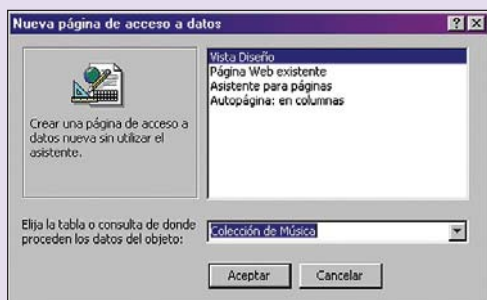 Nueva página de acceso a datos
Vista Diseño
Página Web existente
Asistente para páginas
Autopágina: en columnas
Crear una página de acceso a
datos nueva sin utilizar el
asistente.
Elija la tabla o consulta de donde
proceden los datos del objeto:
Colección de Música
Aceptar
Cancelar